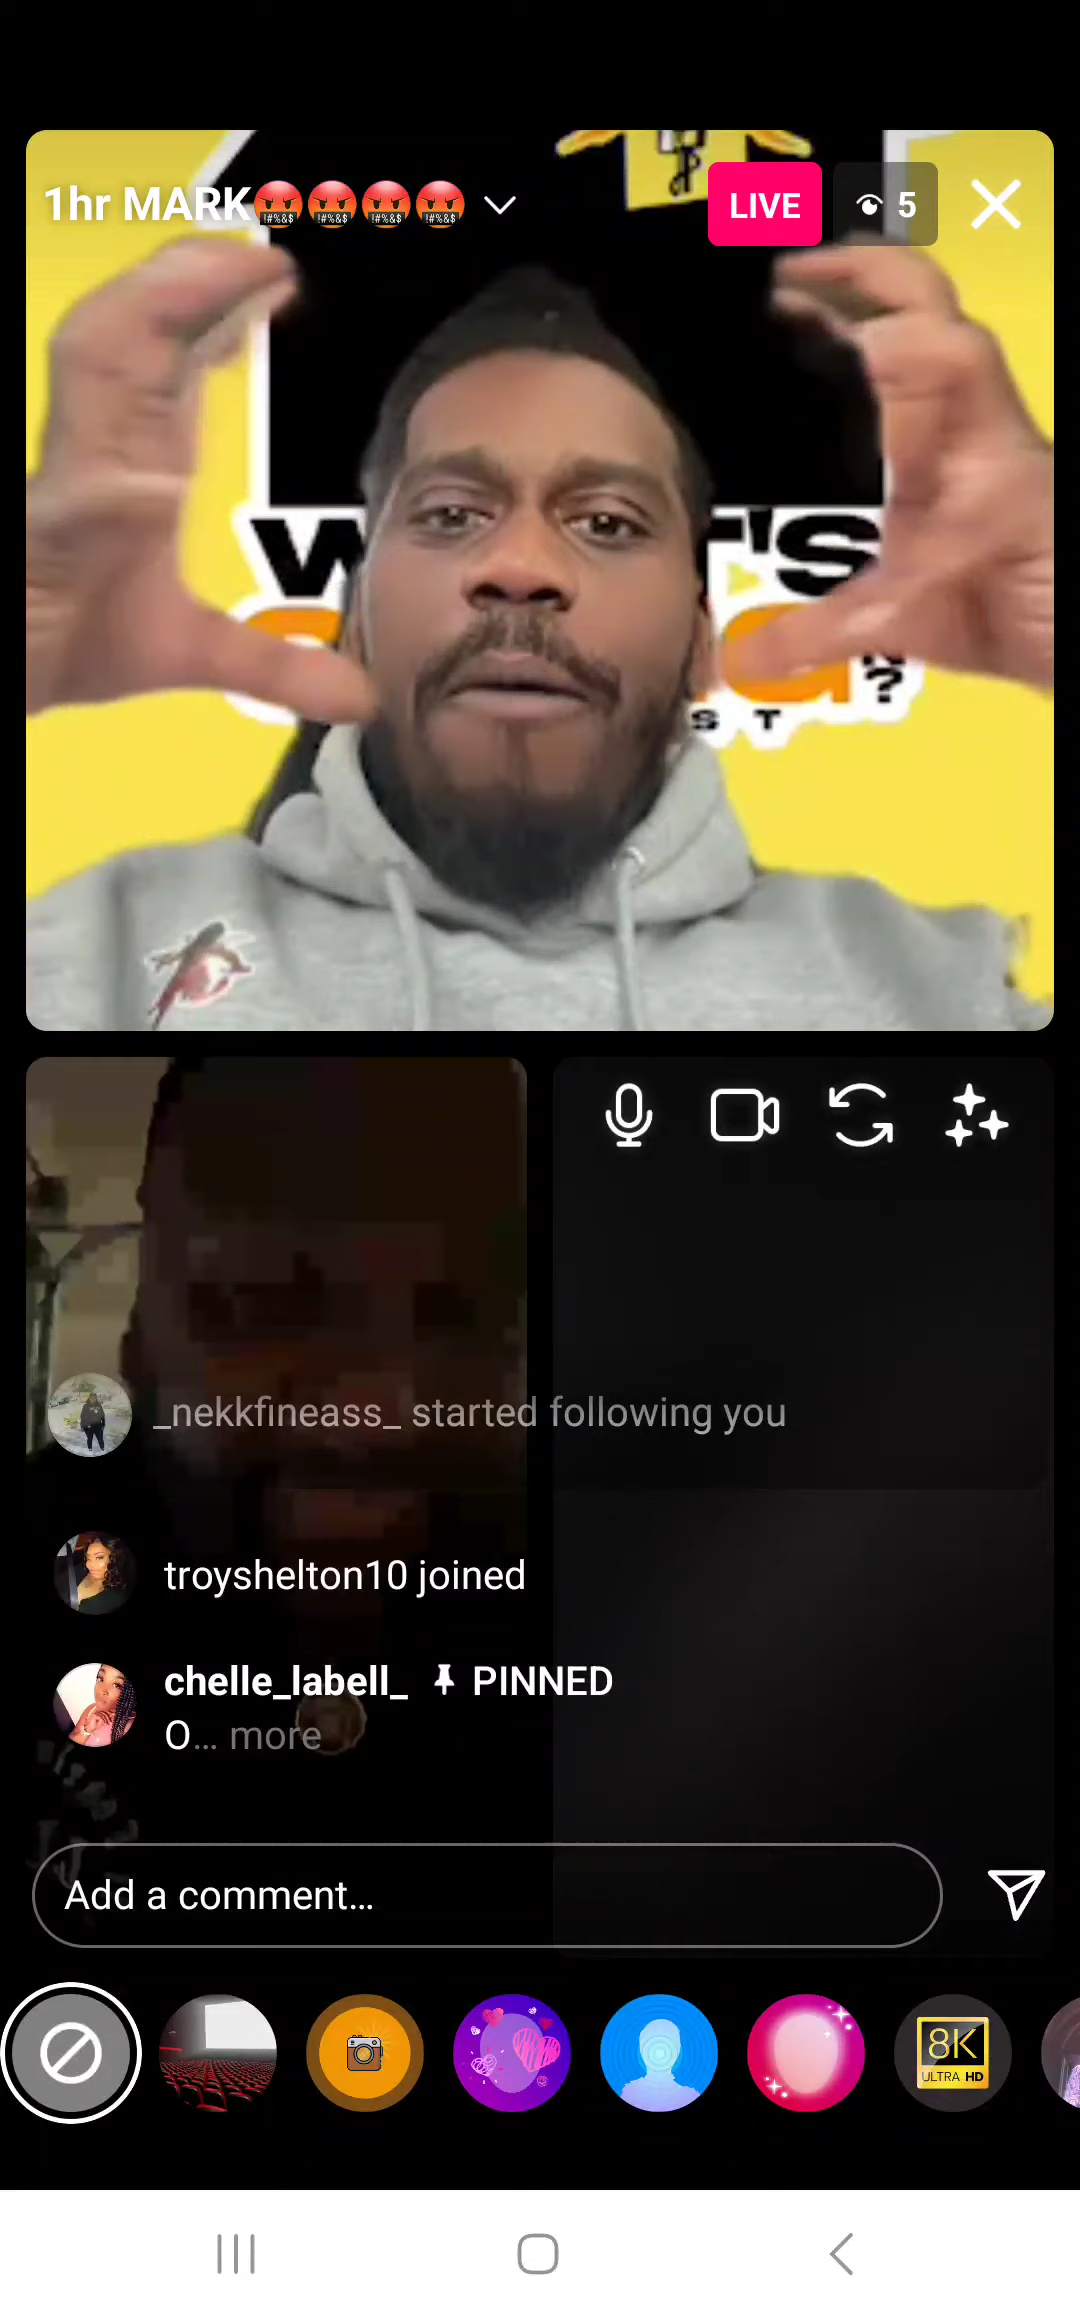 1hr MARK🤬🤬🤬🤬
LIVE
5
W T'S
G
?
S T
_nekkfineass_ started following you
troyshelton10 joined
chelle_labell_ PINNED
O... more
Add a comment...
8K
ULTRA HD